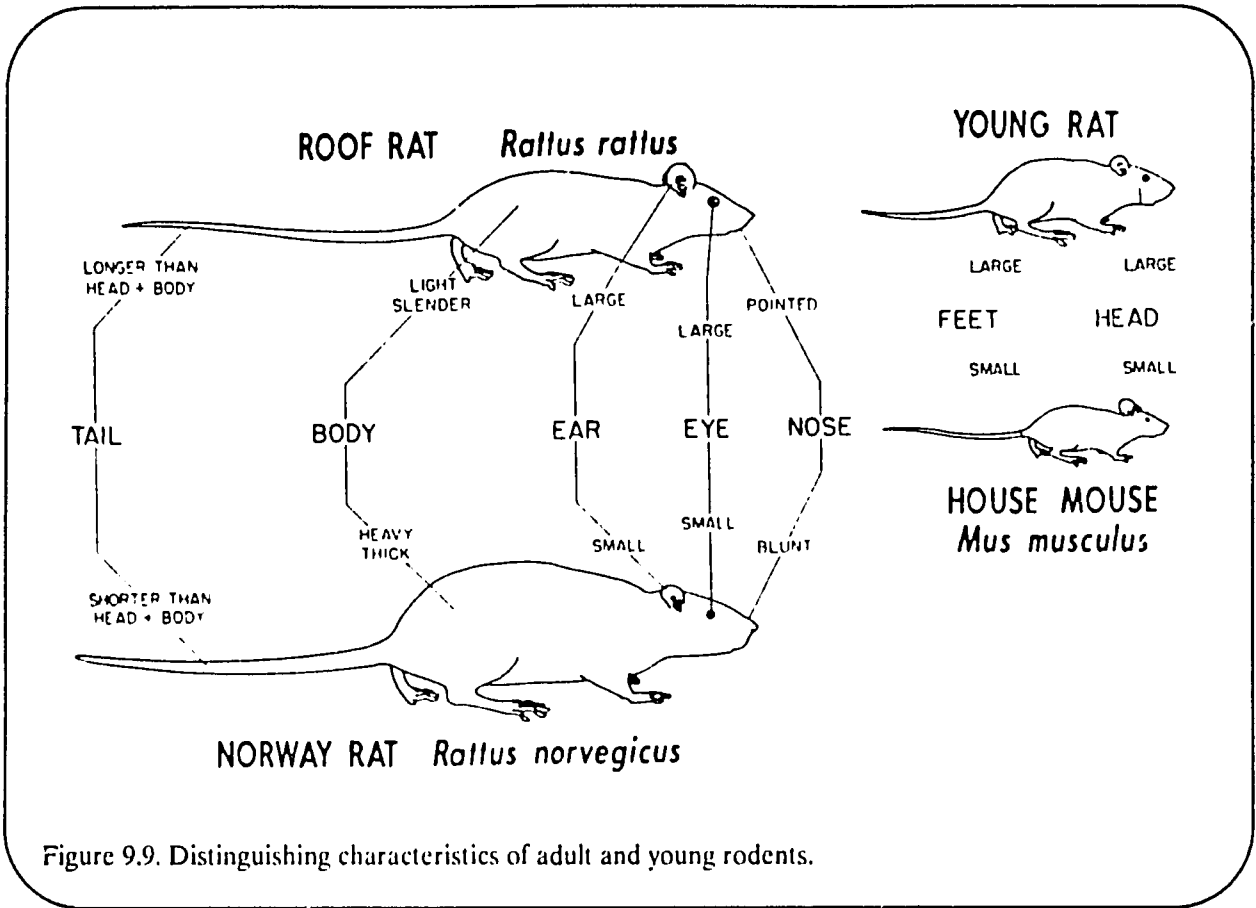 ROOF RAT Rattus rattus
LONGER THAN
HEAD + BODY
LIGHT
SLENDER
LARGE
LARGE
POINTED
TAIL
BODY
EAR
EYE
NOSE
SHORTER THAN
HEAD + BODY
HEAVY
THICK
SMALL
SMALL
BLUNT
NORWAY RAT Rattus norvegicus
YOUNG RAT
LARGE LARGE
FEET HEAD
SMALL SMALL
HOUSE MOUSE
Mus musculus
Figure 9.9. Distinguishing characteristics of adult and young rodents.